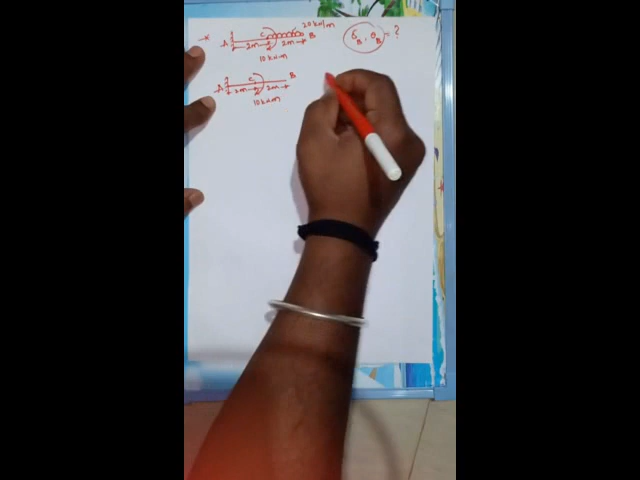 20 kN/m
A C B δB, θB = ?
2m 2m
10 kN.m
A C B
2m 2m
10 kN.m